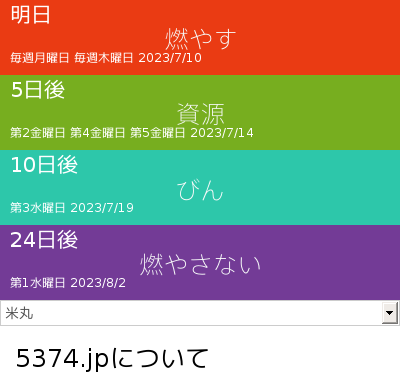 明日
燃やす
毎週月曜日 毎週木曜日 2023/7/10
5日後
資源
第2金曜日 第4金曜日 第5金曜日 2023/7/14
10日後
びん
第3水曜日 2023/7/19
24日後
燃やさない
第1水曜日 2023/8/2
米丸
5374.jpについて